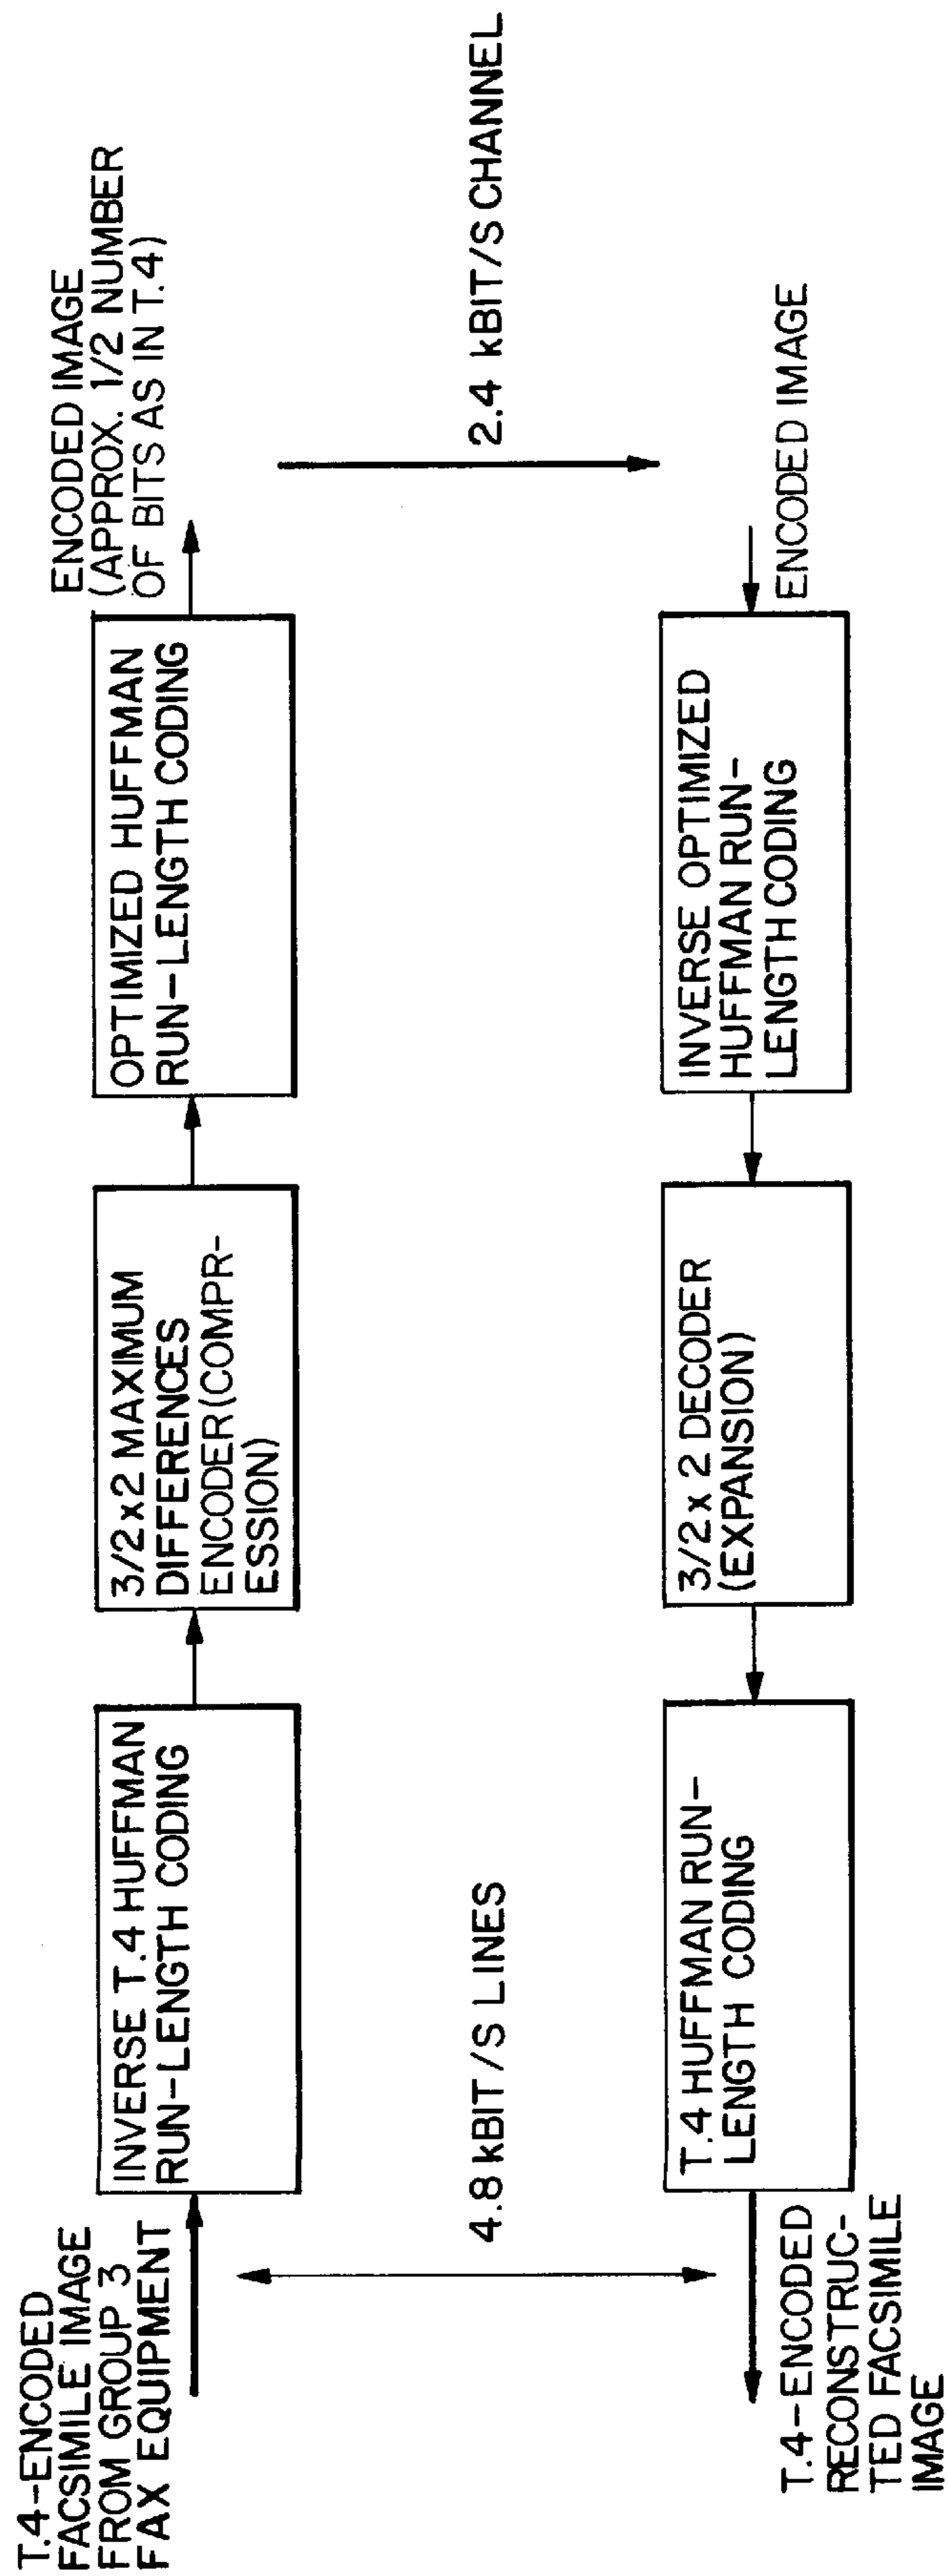 T.4-ENCODED
FACSIMILE IMAGE
FROM GROUP 3
FAX EQUIPMENT
INVERSE T.4 HUFFMAN
RUN-LENGTH CODING
3/2x2 MAXIMUM
DIFFERENCES
ENCODER(COMPR-
ESSION)
OPTIMIZED HUFFMAN
RUN-LENGTH CODING
ENCODED IMAGE
(APPROX. 1/2 NUMBER
OF BITS AS IN T.4)
4.8 kBIT/S LINES
2.4 kBIT/S CHANNEL
T.4-ENCODED
RECONSTRUC-
TED FACSIMILE
IMAGE
T.4 HUFFMAN RUN-
LENGTH CODING
3/2 x 2 DECODER
(EXPANSION)
INVERSE OPTIMIZED
HUFFMAN RUN-
LENGTH CODING
ENCODED IMAGE